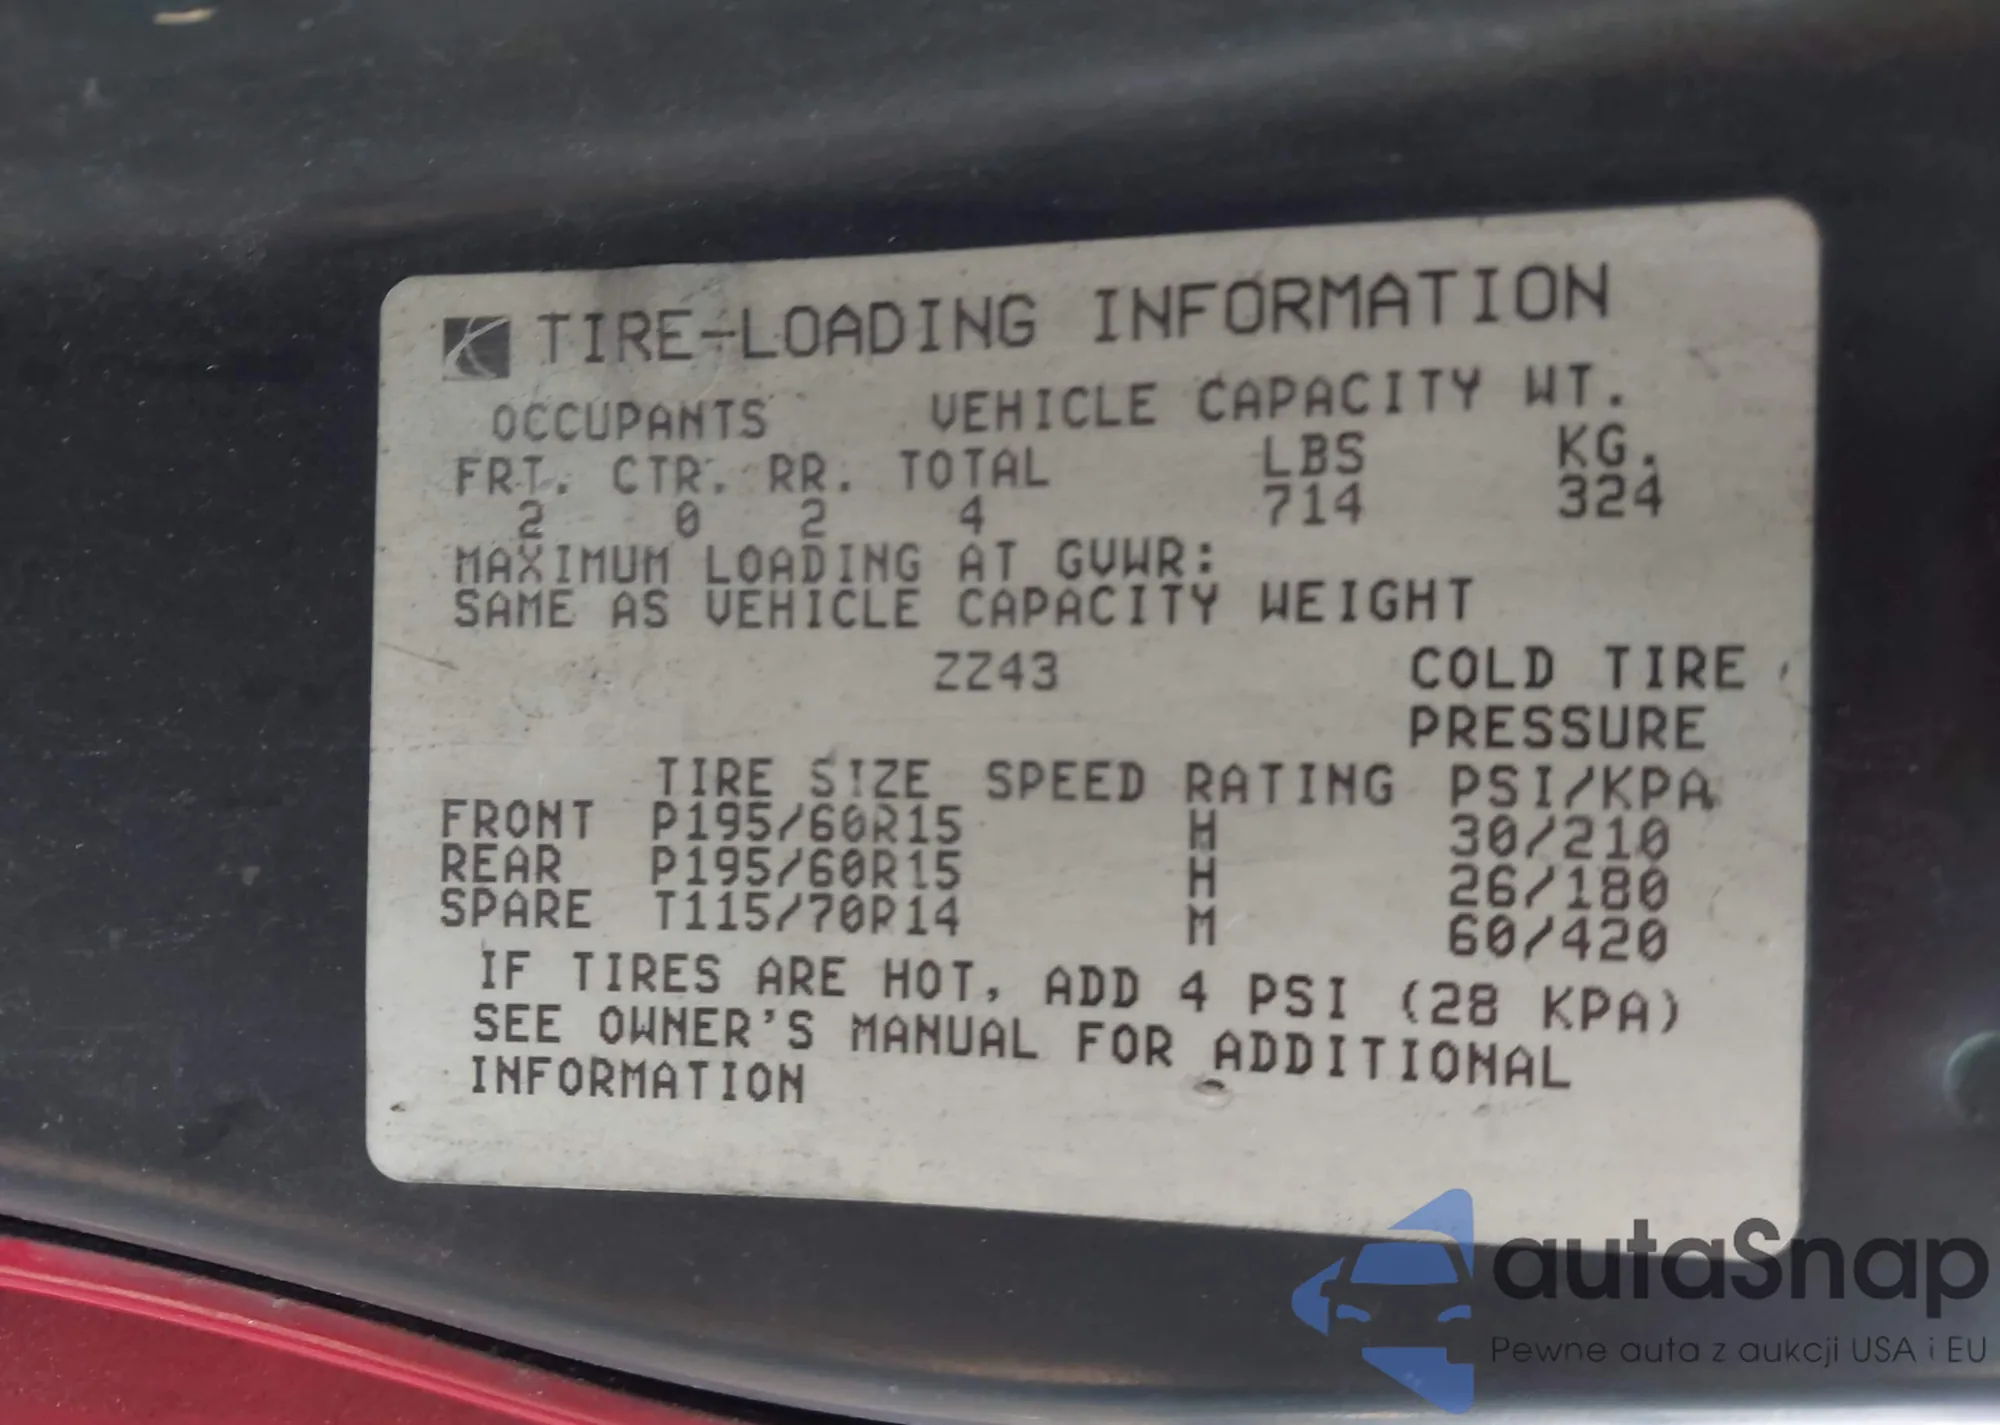 TIRE-LOADING INFORMATION
OCCUPANTS VEHICLE CAPACITY WT.
FRT. CTR. RR. TOTAL LBS KG.
2 0 2 4 714 324
MAXIMUM LOADING AT GVWR:
SAME AS VEHICLE CAPACITY WEIGHT
ZZ43 COLD TIRE
PRESSURE
TIRE SIZE SPEED RATING PSI/KPA
FRONT P195/60R15 H 30/210
REAR P195/60R15 H 26/180
SPARE T115/70R14 M 60/420
IF TIRES ARE HOT, ADD 4 PSI (28 KPA)
SEE OWNER'S MANUAL FOR ADDITIONAL
INFORMATION
autaSnap
Pewne auta z aukcji USA i EU